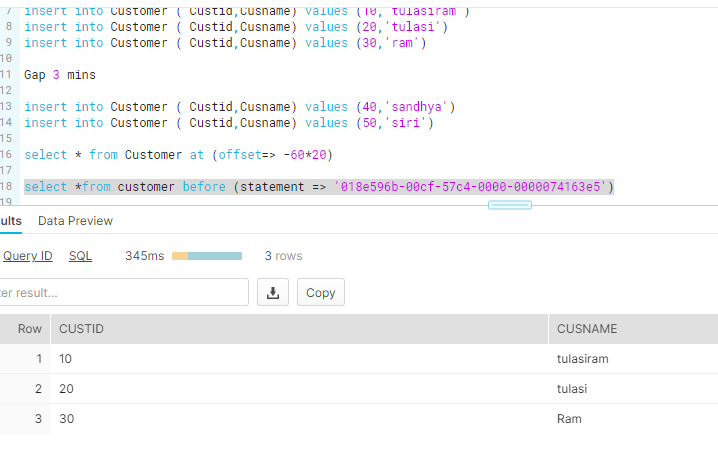 7 insert into Customer ( Custid,Cusname) values (10,'tulasiram')
8 insert into Customer ( Custid,Cusname) values (20,'tulasi')
9 insert into Customer ( Custid,Cusname) values (30,'ram')
10
11 Gap 3 mins
12
13 insert into Customer ( Custid,Cusname) values (40,'sandhya')
14 insert into Customer ( Custid,Cusname) values (50,'siri')
15
16 select * from Customer at (offset=> -60*20)
17
18 select *from customer before (statement => '018e596b-00cf-57c4-0000-0000074163e5')
19
ults Data Preview
Query ID SQL 345ms 3 rows
er result... Copy
Row CUSTID CUSNAME
1 10 tulasiram
2 20 tulasi
3 30 Ram